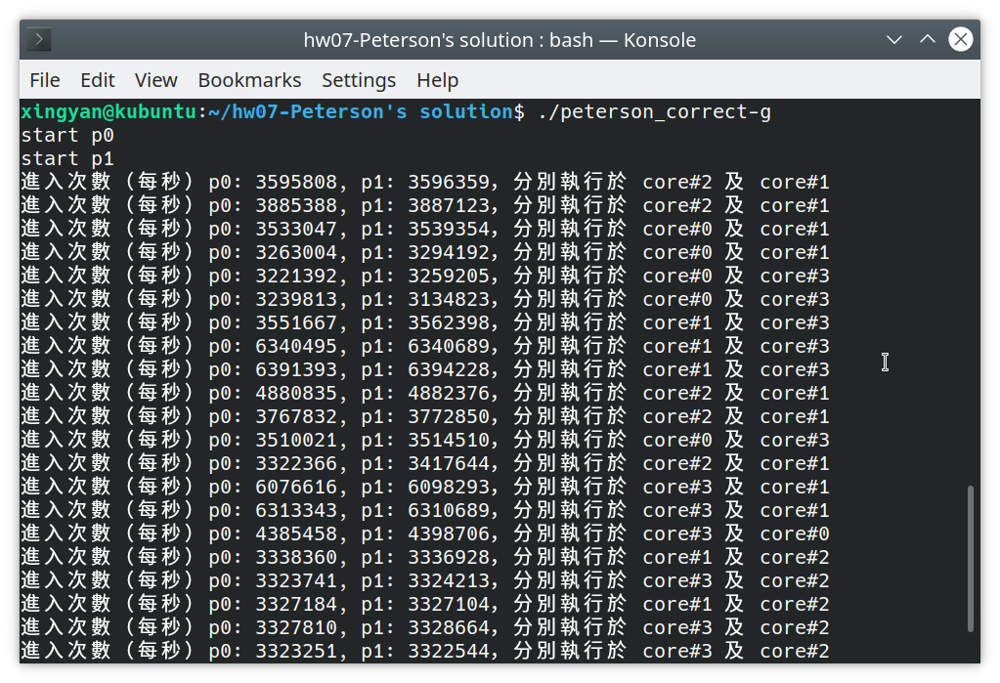 hw07-Peterson's solution : bash — Konsole
File Edit View Bookmarks Settings Help
xingyan@kubuntu:~/hw07-Peterson's solution$ ./peterson_correct-g
start p0
start p1
進入次數（每秒）p0: 3595808, p1: 3596359, 分別執行於 core#2 及 core#1
進入次數（每秒）p0: 3885388, p1: 3887123, 分別執行於 core#2 及 core#1
進入次數（每秒）p0: 3533047, p1: 3539354, 分別執行於 core#0 及 core#1
進入次數（每秒）p0: 3263004, p1: 3294192, 分別執行於 core#0 及 core#1
進入次數（每秒）p0: 3221392, p1: 3259205, 分別執行於 core#0 及 core#3
進入次數（每秒）p0: 3239813, p1: 3134823, 分別執行於 core#0 及 core#3
進入次數（每秒）p0: 3551667, p1: 3562398, 分別執行於 core#1 及 core#3
進入次數（每秒）p0: 6340495, p1: 6340689, 分別執行於 core#1 及 core#3
進入次數（每秒）p0: 6391393, p1: 6394228, 分別執行於 core#1 及 core#3
進入次數（每秒）p0: 4880835, p1: 4882376, 分別執行於 core#2 及 core#1
進入次數（每秒）p0: 3767832, p1: 3772850, 分別執行於 core#2 及 core#1
進入次數（每秒）p0: 3510021, p1: 3514510, 分別執行於 core#0 及 core#3
進入次數（每秒）p0: 3322366, p1: 3417644, 分別執行於 core#2 及 core#1
進入次數（每秒）p0: 6076616, p1: 6098293, 分別執行於 core#3 及 core#1
進入次數（每秒）p0: 6313343, p1: 6310689, 分別執行於 core#3 及 core#1
進入次數（每秒）p0: 4385458, p1: 4398706, 分別執行於 core#3 及 core#0
進入次數（每秒）p0: 3338360, p1: 3336928, 分別執行於 core#1 及 core#2
進入次數（每秒）p0: 3323741, p1: 3324213, 分別執行於 core#3 及 core#2
進入次數（每秒）p0: 3327184, p1: 3327104, 分別執行於 core#1 及 core#2
進入次數（每秒）p0: 3327810, p1: 3328664, 分別執行於 core#3 及 core#2
進入次數（每秒）p0: 3323251, p1: 3322544, 分別執行於 core#3 及 core#2